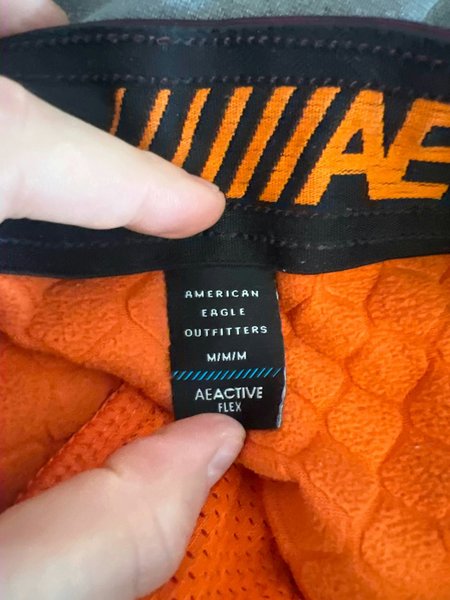 AE
AMERICAN
EAGLE
OUTFITTERS
M/M/M
AEACTIVE
FLEX